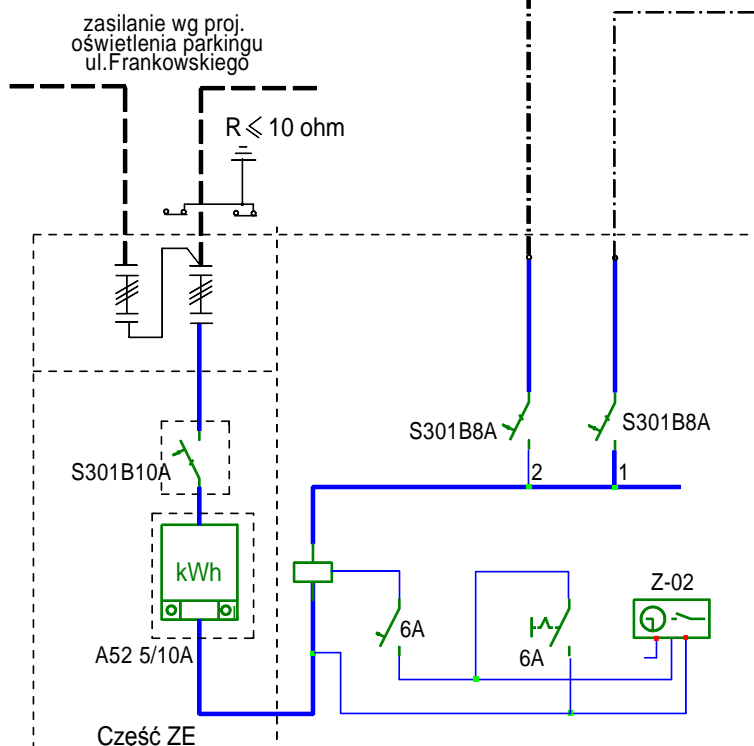 zasilanie wg proj.
oświetlenia parkingu
ul.Frankowskiego
R ≤ 10 ohm
S301B8A
S301B8A
2
1
S301B10A
kWh
A52 5/10A
6A
6A
Z-02
Część ZE